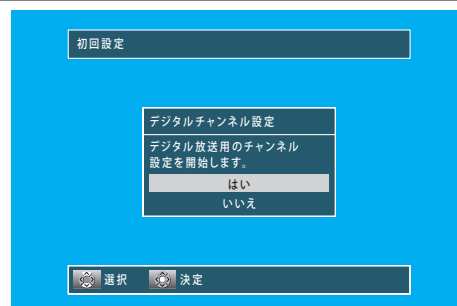 初回設定
デジタルチャンネル設定
デジタル放送用のチャンネル
設定を開始します。
はい
いいえ
選択 決定